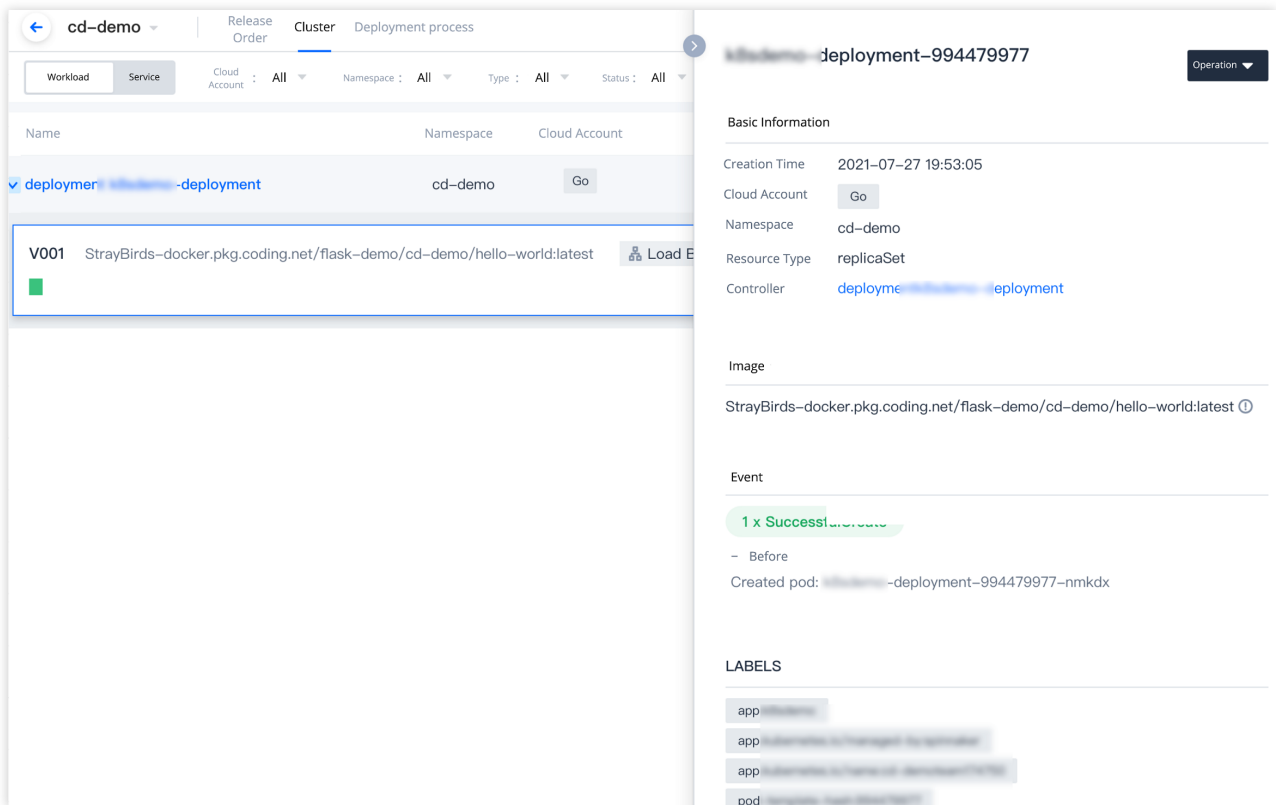 cd-demo
Release Order
Cluster
Deployment process
Workload
Service
Cloud Account : All
Namespace : All
Type : All
Status : All
Name
Namespace
Cloud Account
-deployment
cd-demo
Go
V001
StrayBirds-docker.pkg.coding.net/flask-demo/cd-demo/hello-world:latest
Load E
deployment-994479977
Operation
Basic Information
Creation Time 2021-07-27 19:53:05
Cloud Account Go
Namespace cd-demo
Resource Type replicaSet
Controller
Image
StrayBirds-docker.pkg.coding.net/flask-demo/cd-demo/hello-world:latest
Event
1 x SuccessfulCreate
- Before
Created pod: -deployment-994479977-nmkdx
LABELS
app
app
app
pod